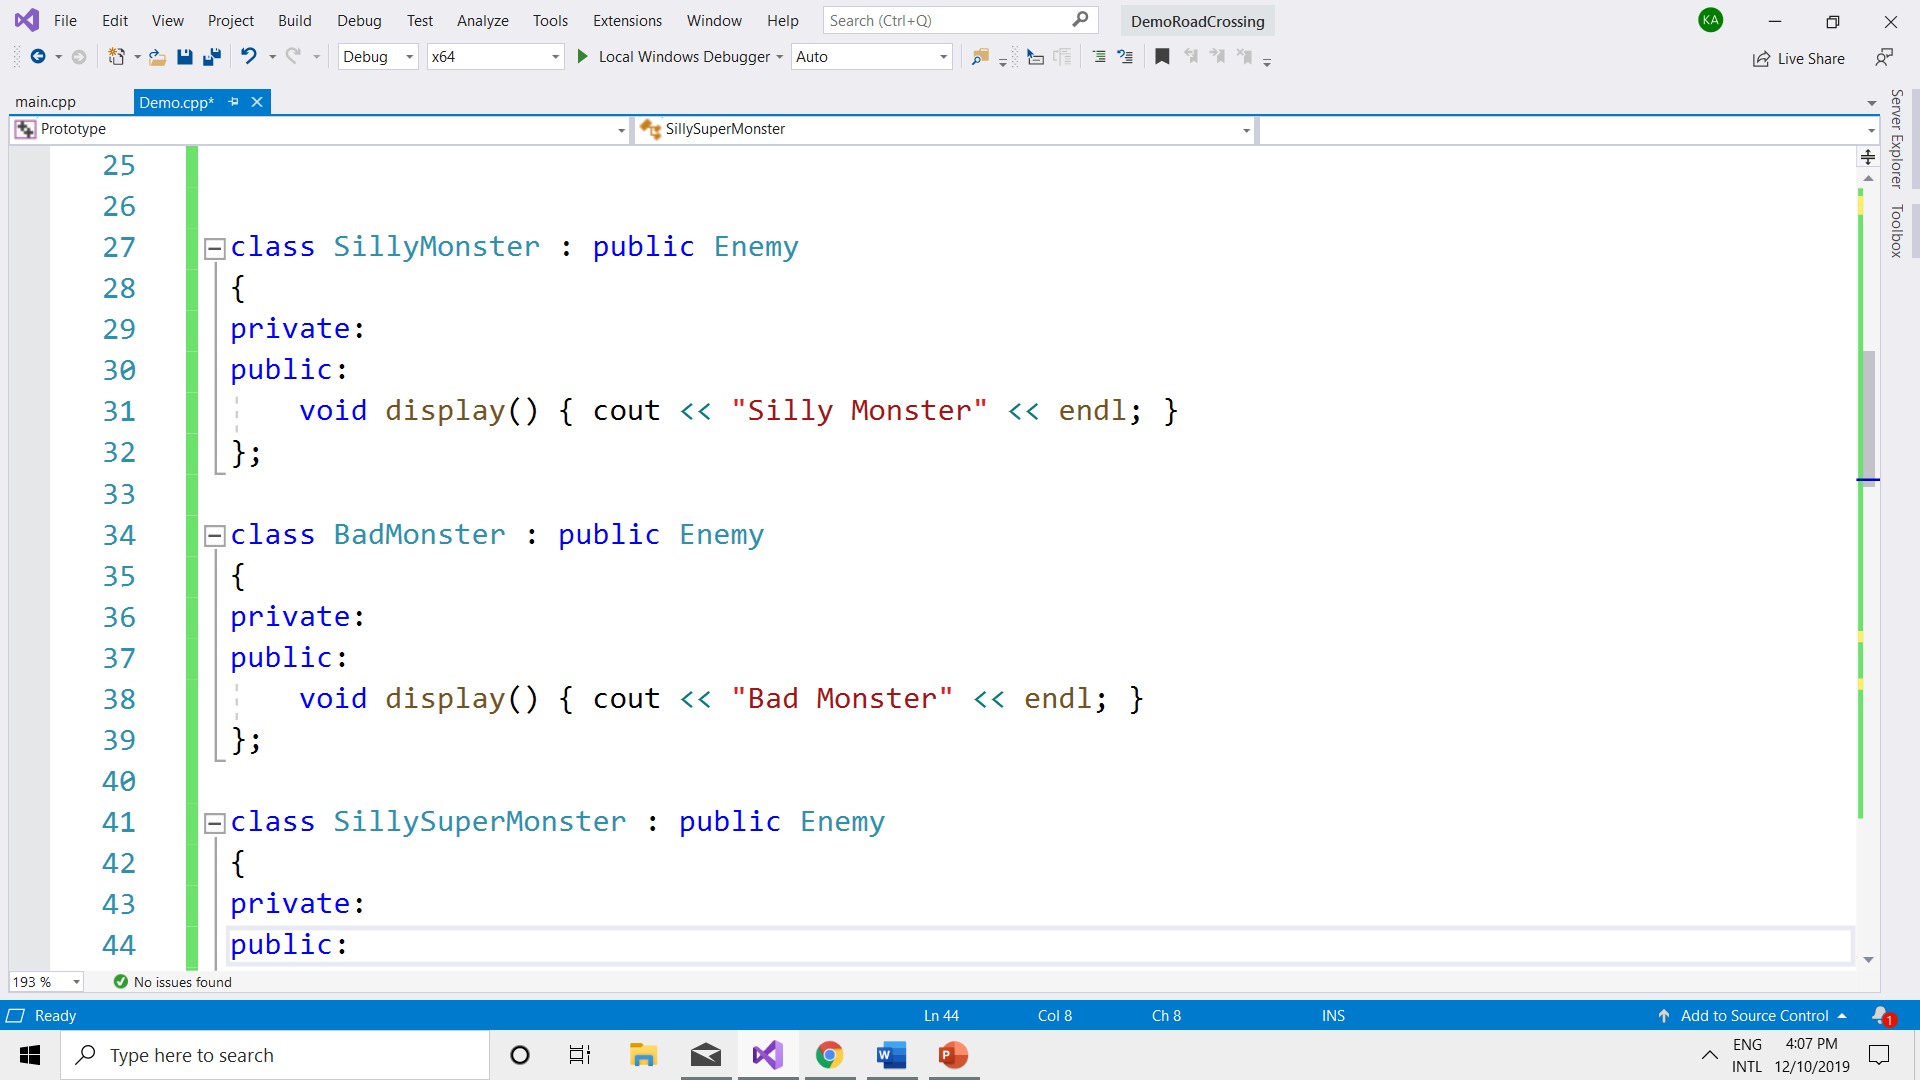 File Edit View Project Build Debug Test Analyze Tools Extensions Window Help Search (Ctrl+Q) DemoRoadCrossing KA
Debug x64 Local Windows Debugger Auto Live Share
main.cpp Demo.cpp*
Prototype SillySuperMonster
Server Explorer
Toolbox
25
26
27 class SillyMonster : public Enemy
28 {
29 private:
30 public:
31 void display() { cout << "Silly Monster" << endl; }
32 };
33
34 class BadMonster : public Enemy
35 {
36 private:
37 public:
38 void display() { cout << "Bad Monster" << endl; }
39 };
40
41 class SillySuperMonster : public Enemy
42 {
43 private:
44 public:
193 % No issues found
Ready Ln 44 Col 8 Ch 8 INS Add to Source Control 1
Type here to search ENG 4:07 PM
INTL 12/10/2019